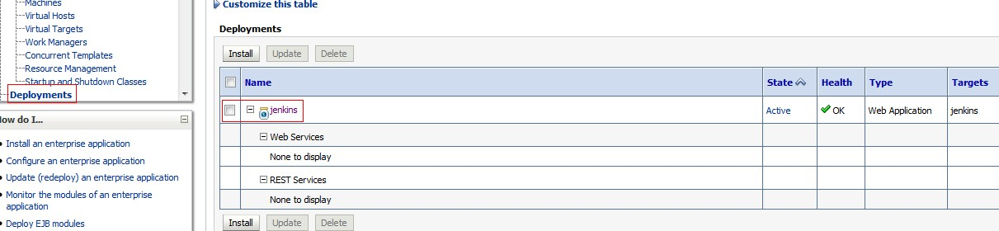 Machines
Virtual Hosts
Virtual Targets
Work Managers
Concurrent Templates
Resource Management
Startup and Shutdown Classes
Deployments
How do I...
Install an enterprise application
Configure an enterprise application
Update (redeploy) an enterprise application
Monitor the modules of an enterprise
application
Deploy EJB modules
Customize this table
Deployments
Install Update Delete
Name State Health Type Targets
jenkins Active OK Web Application jenkins
Web Services
None to display
REST Services
None to display
Install Update Delete